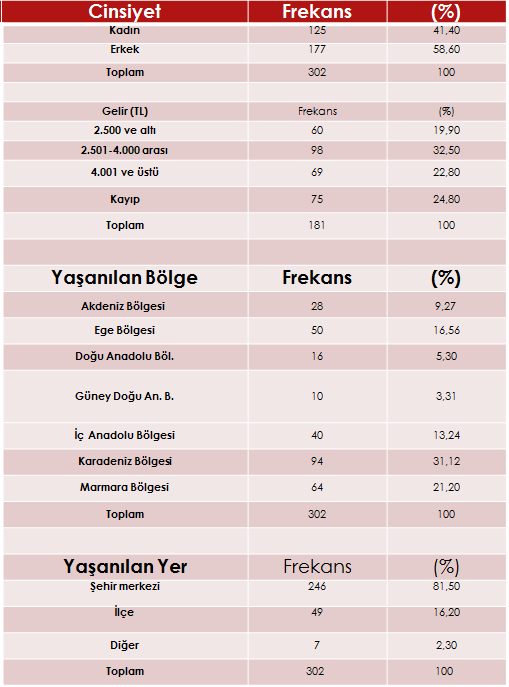 Cinsiyet Frekans (%)
Kadın 125 41,40
Erkek 177 58,60
Toplam 302 100
Gelir (TL) Frekans (%)
2.500 ve altı 60 19,90
2.501-4.000 arası 98 32,50
4.001 ve üstü 69 22,80
Kayıp 75 24,80
Toplam 181 100
Yaşanılan Bölge Frekans (%)
Akdeniz Bölgesi 28 9,27
Ege Bölgesi 50 16,56
Doğu Anadolu Böl. 16 5,30
Güney Doğu An. B. 10 3,31
İç Anadolu Bölgesi 40 13,24
Karadeniz Bölgesi 94 31,12
Marmara Bölgesi 64 21,20
Toplam 302 100
Yaşanılan Yer Frekans (%)
Şehir merkezi 246 81,50
İlçe 49 16,20
Diğer 7 2,30
Toplam 302 100